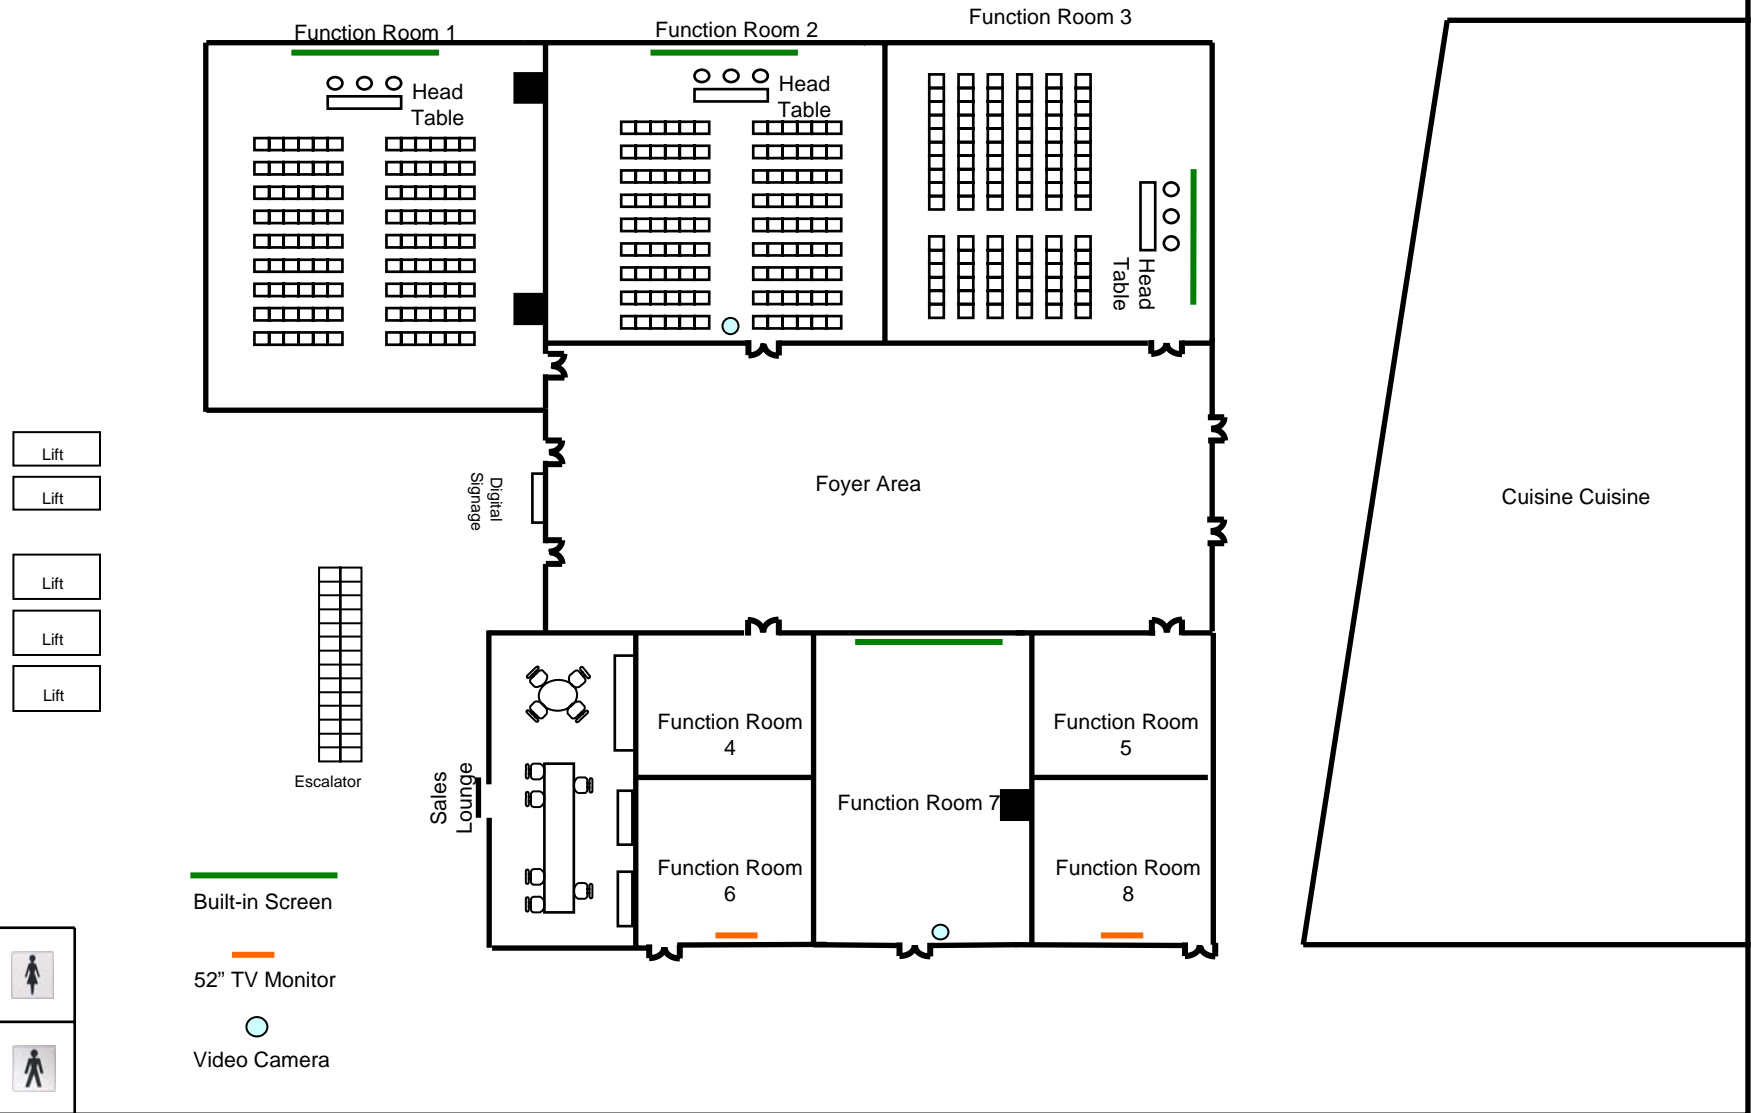 Function Room 1
Function Room 2
Function Room 3
Head
Table
Head
Table
Head
Table
Lift
Lift
Lift
Lift
Lift
Digital
Signage
Foyer Area
Cuisine Cuisine
Escalator
Sales
Lounge
Function Room
4
Function Room
5
Function Room 7
Function Room
6
Function Room
8
Built-in Screen
52” TV Monitor
Video Camera